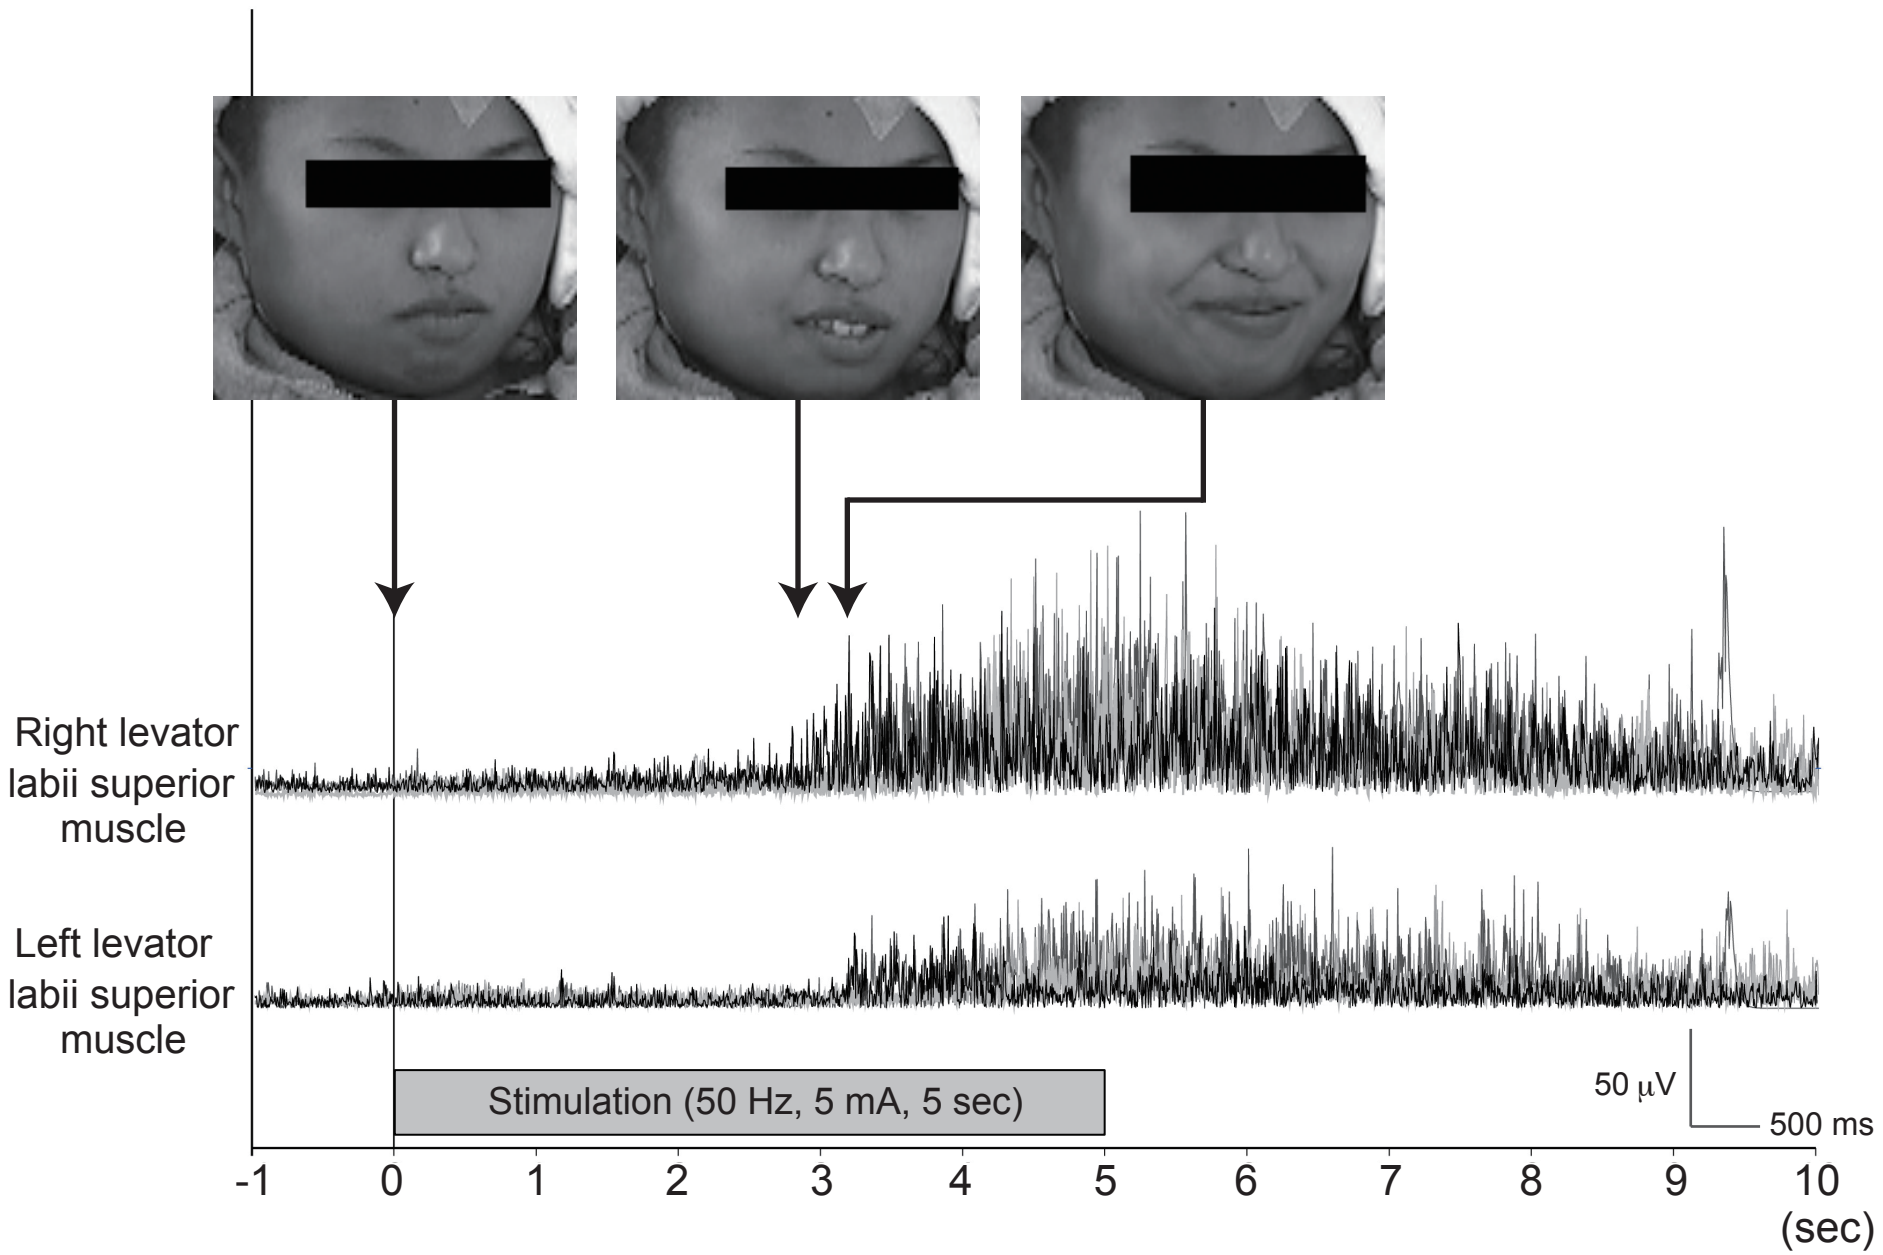 Right levator
labii superior
muscle
Left levator
labii superior
muscle
Stimulation (50 Hz, 5 mA, 5 sec)
50 μV
500 ms
-1 0 1 2 3 4 5 6 7 8 9 10
(sec)